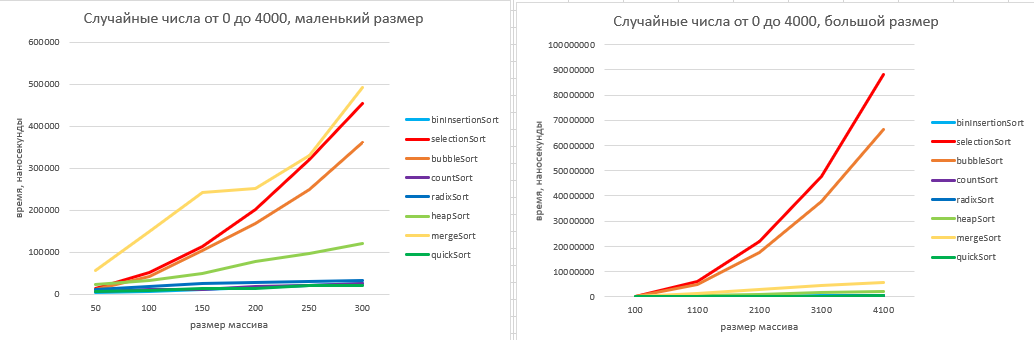 Случайные числа от 0 до 4000, маленький размер
600000
500000
400000
300000
200000
100000
0
50 100 150 200 250 300
размер массива
время, наносекунды
binInsertionSort
selectionSort
bubbleSort
countSort
radixSort
heapSort
mergeSort
quickSort
Случайные числа от 0 до 4000, большой размер
100000000
90000000
80000000
70000000
60000000
50000000
40000000
30000000
20000000
10000000
0
100 1100 2100 3100 4100
размер массива
время, наносекунды
binInsertionSort
selectionSort
bubbleSort
countSort
radixSort
heapSort
mergeSort
quickSort